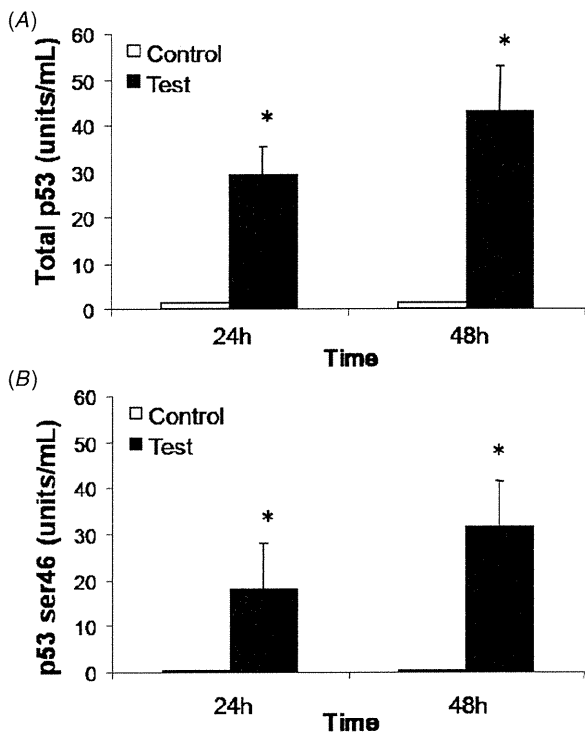 (A)
Total p53 (units/mL)
60
50
40
30
20
10
0
Control
Test
*
*
24h
48h
Time
(B)
p53 ser46 (units/mL)
60
50
40
30
20
10
0
Control
Test
*
*
24h
48h
Time